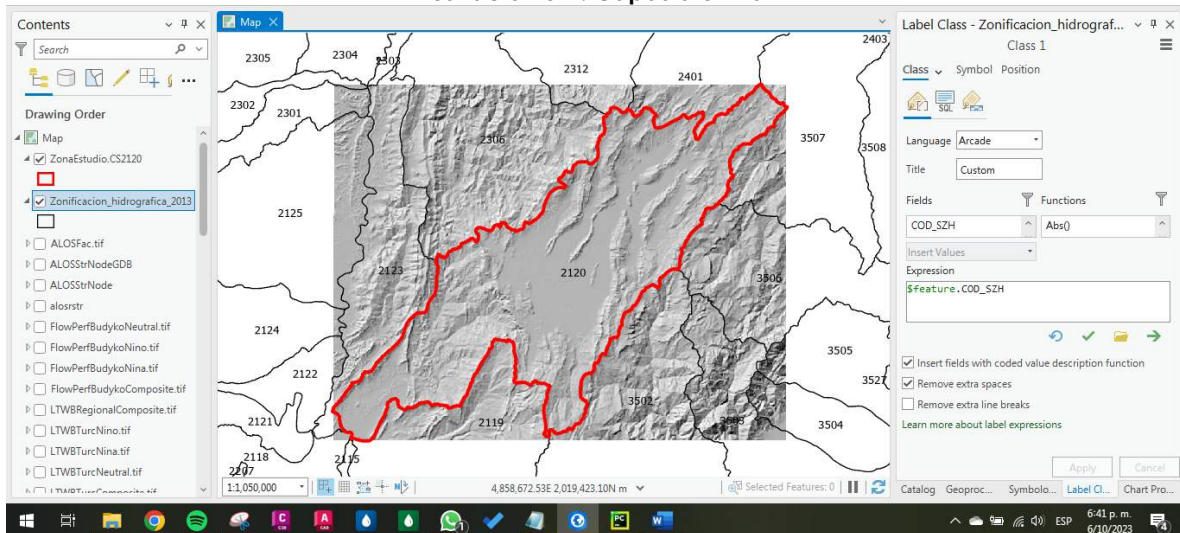 Contents
Search
Drawing Order
Map
ZonaEstudio.CS2120
Zonificacion_hidrografica_2013
ALOSFac.tif
ALOSStrNodeGDB
ALOSStrNode
alosrstr
FlowPerfBudykoNeutral.tif
FlowPerfBudykoNino.tif
FlowPerfBudykoNina.tif
FlowPerfBudykoComposite.tif
LTWBRegionalComposite.tif
LTWBTurcNino.tif
LTWBTurcNina.tif
LTWBTurcNeutral.tif
LTWBTurcComposite.tif
Map
2305
2304
2303
2312
2401
2403
2302
2301
2306
3507
3508
2125
2123
2120
3506
2124
2122
3505
3527
2121
2119
3502
3503
3504
2118
2115
2207
1:1,050,000
4,858,672.53E 2,019,423.10N m
Selected Features: 0
Label Class - Zonificacion_hidrograf...
Class 1
Class Symbol Position
SQL
Language Arcade
Title Custom
Fields Functions
COD_SZH Abs()
Insert Values
Expression
$feature.COD_SZH
Insert fields with coded value description function
Remove extra spaces
Remove extra line breaks
Learn more about label expressions
Apply Cancel
Catalog Geoproc... Symbolo... Label Cl... Chart Pro...
ESP
6:41 p. m.
6/10/2023